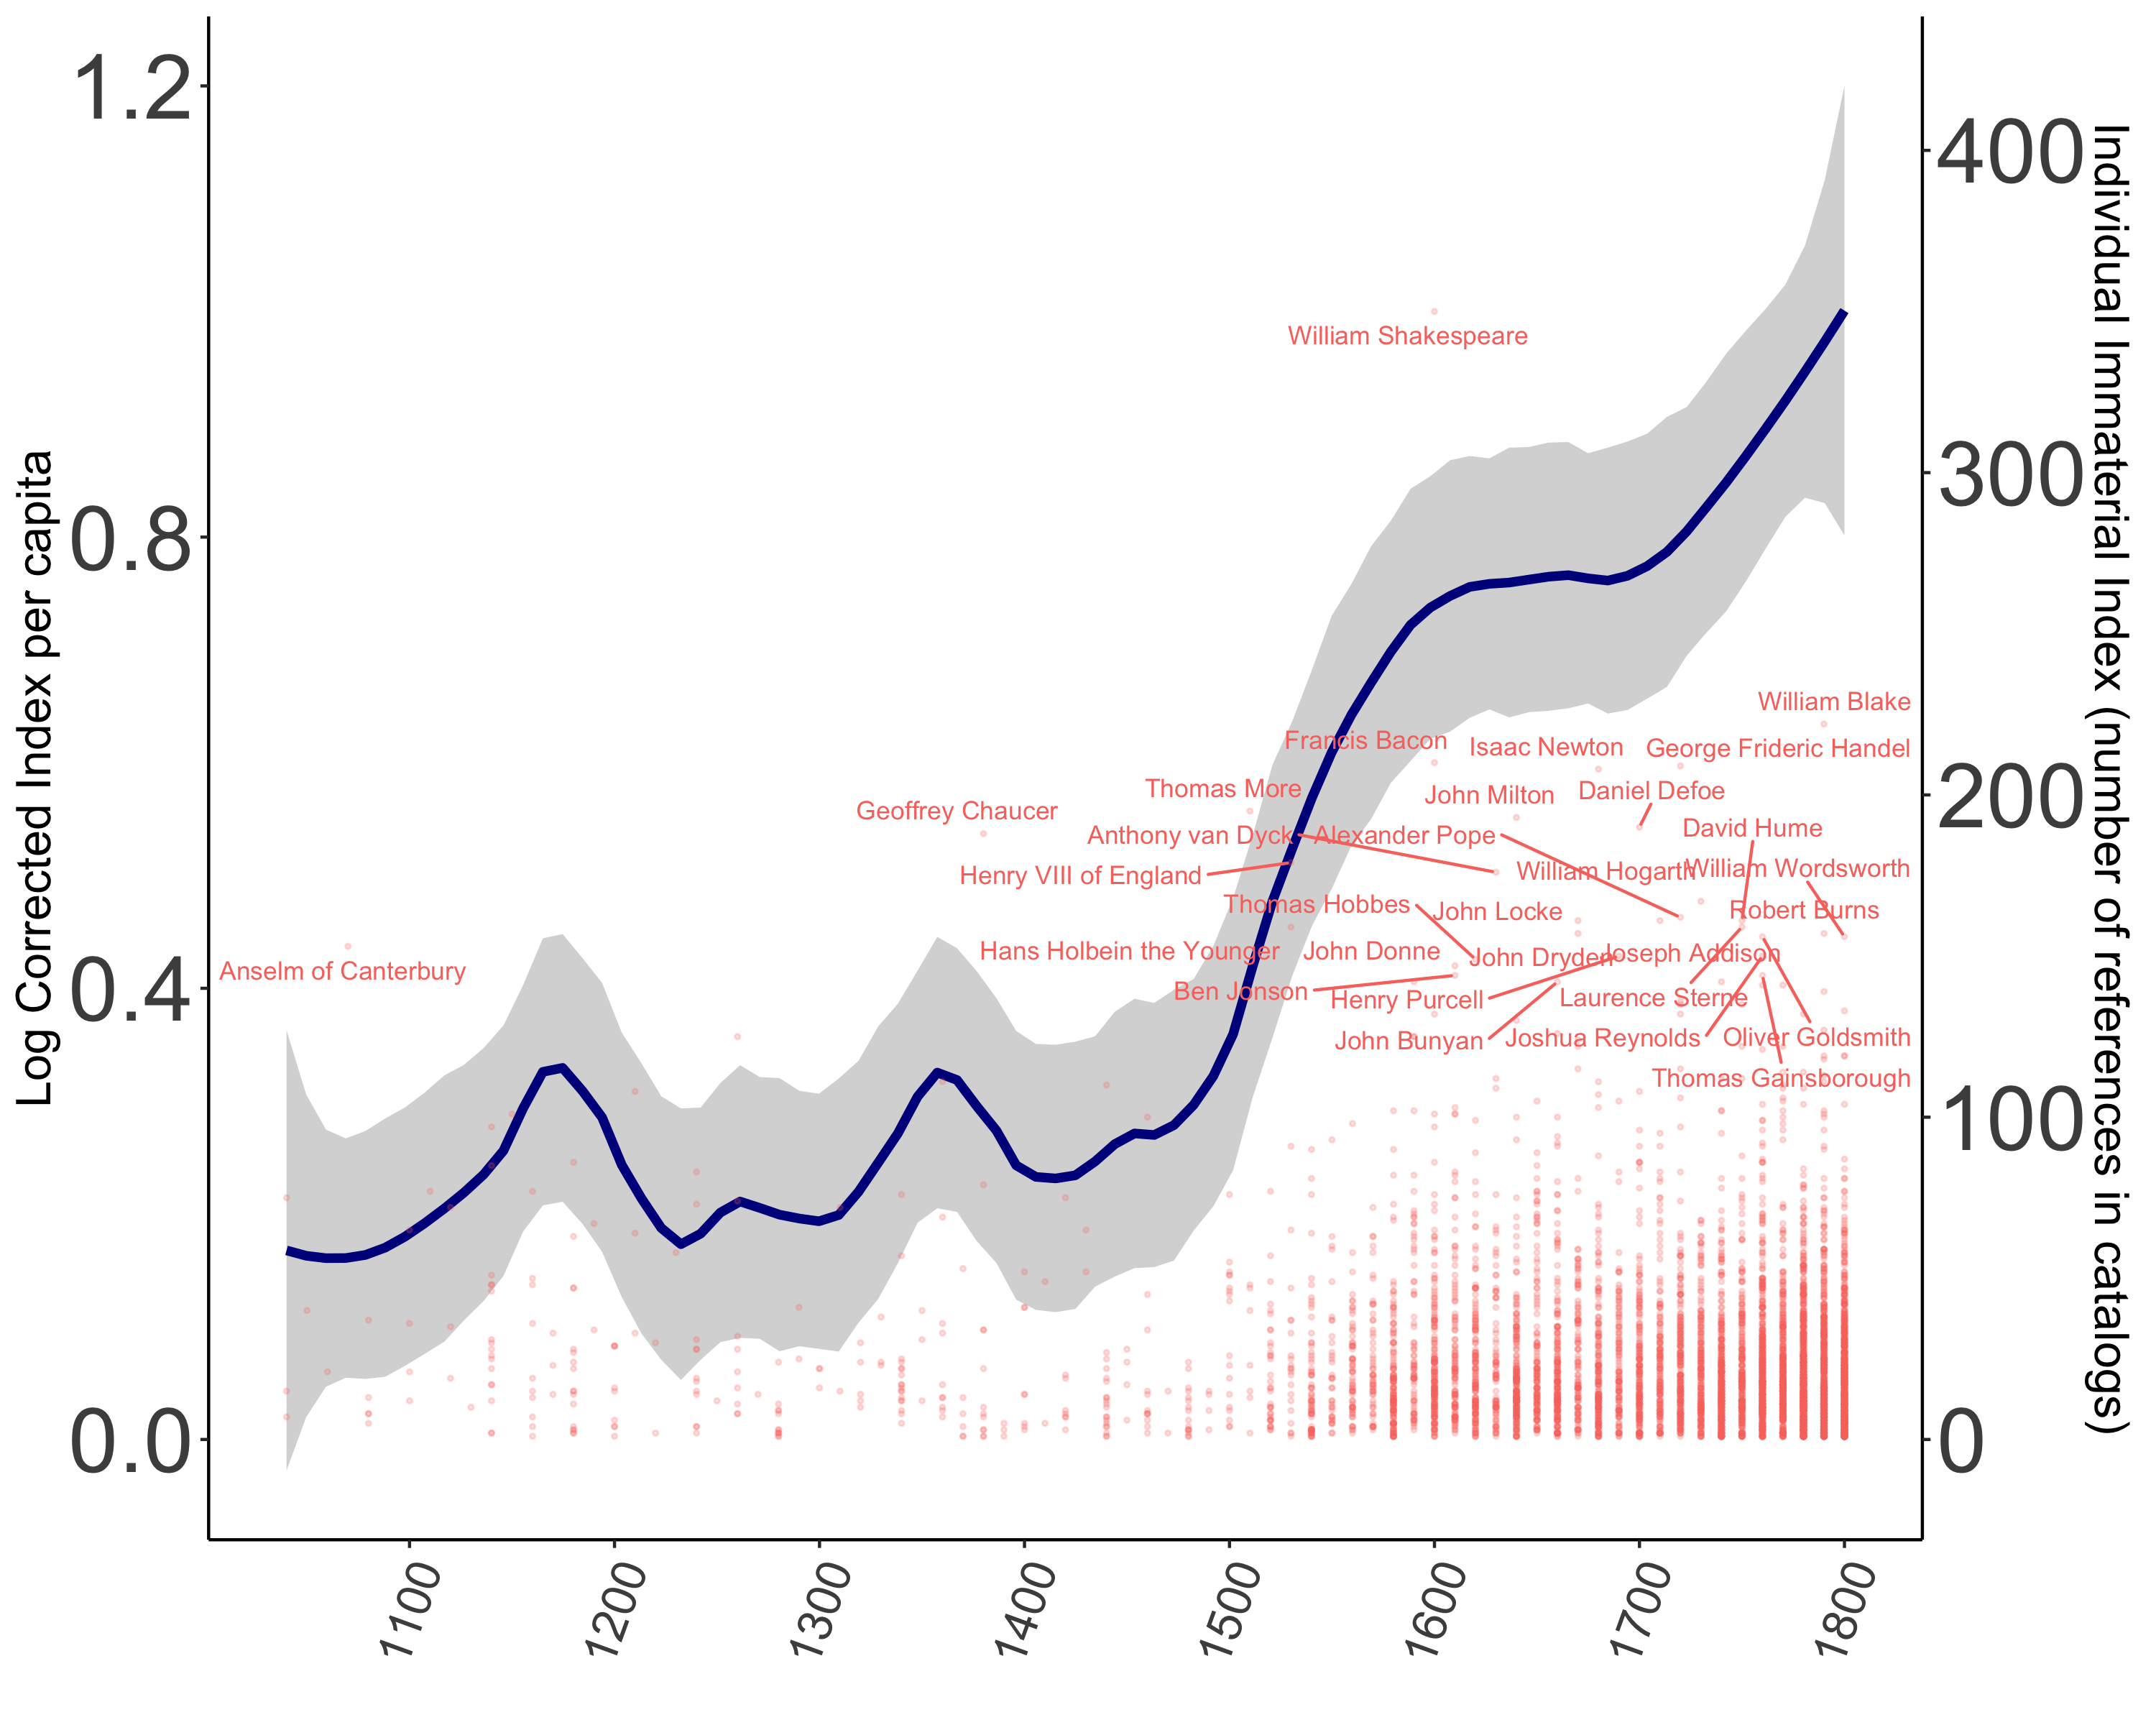 Log Corrected Index per capita
1.2
0.8
0.4
0.0
William Shakespeare
William Blake
Francis Bacon
Isaac Newton
George Frideric Handel
Thomas More
John Milton
Daniel Defoe
Geoffrey Chaucer
Anthony van Dyck
Alexander Pope
David Hume
Henry VIII of England
William Hogarth
William Wordsworth
Thomas Hobbes
John Locke
Robert Burns
Hans Holbein the Younger
John Donne
John Dryden
Joseph Addison
Anselm of Canterbury
Ben Jonson
Henry Purcell
Laurence Sterne
John Bunyan
Joshua Reynolds
Oliver Goldsmith
Thomas Gainsborough
400
300
200
100
0
Individual Immaterial Index (number of references in catalogs)
1100
1200
1300
1400
1500
1600
1700
1800